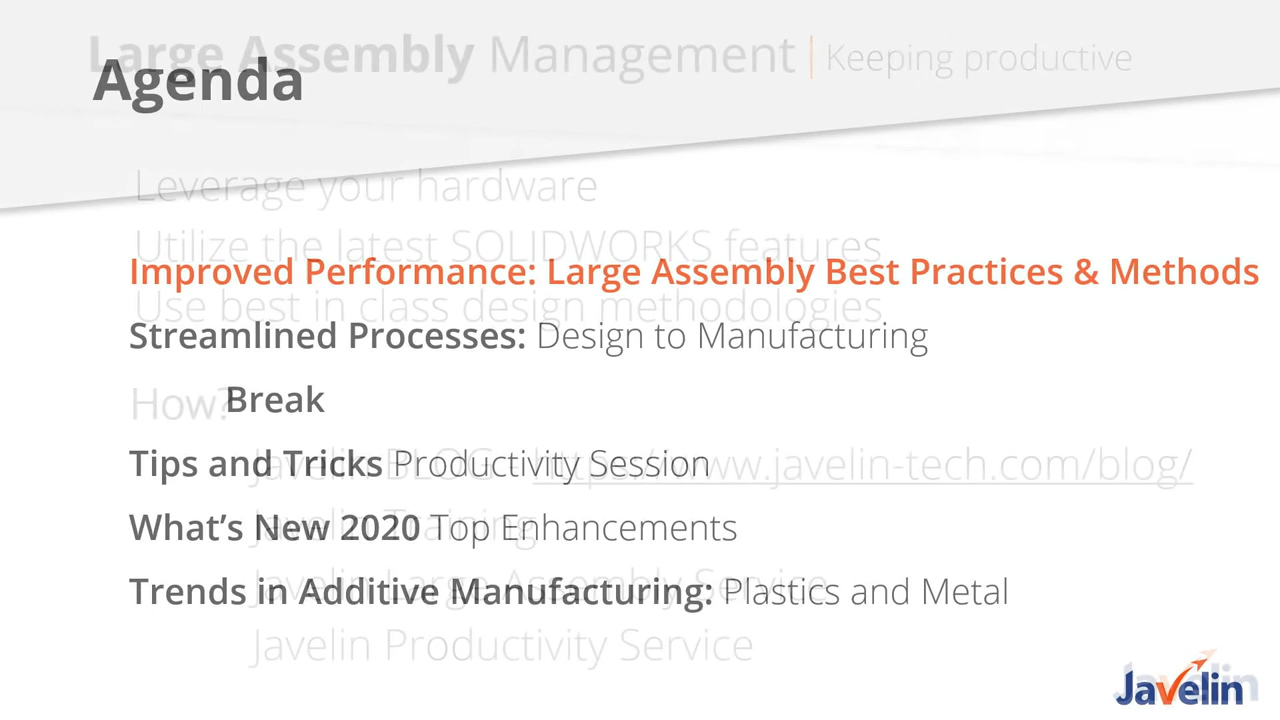 Large Assembly Management | Keeping productive
Agenda
Leverage your hardware
Utilize the latest SOLIDWORKS features
Improved Performance: Large Assembly Best Practices & Methods
Use best in class design methodologies
Streamlined Processes: Design to Manufacturing
How?
Break
Tips and Tricks Productivity Session
Javelin BLOG - https://www.javelin-tech.com/blog/
What’s New 2020 Top Enhancements
Javelin Training
Trends in Additive Manufacturing: Plastics and Metal
Javelin Large Assembly Service
Javelin Productivity Service
Javelin
Javelin